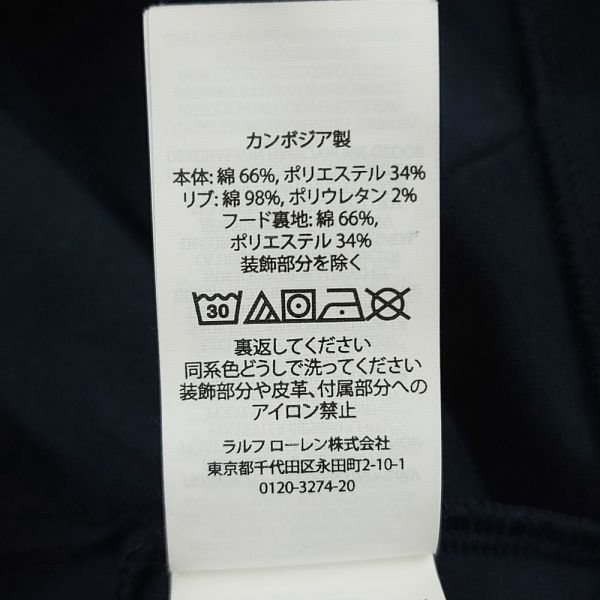 カンボジア製
本体: 綿 66%, ポリエステル 34%
リブ: 綿 98%, ポリウレタン 2%
フード裏地: 綿 66%,
ポリエステル 34%
装飾部分を除く
30
裏返してください
同系色どうしで洗ってください
装飾部分や皮革、付属部分への
アイロン禁止
ラルフ ローレン株式会社
東京都千代田区永田町2-10-1
0120-3274-20